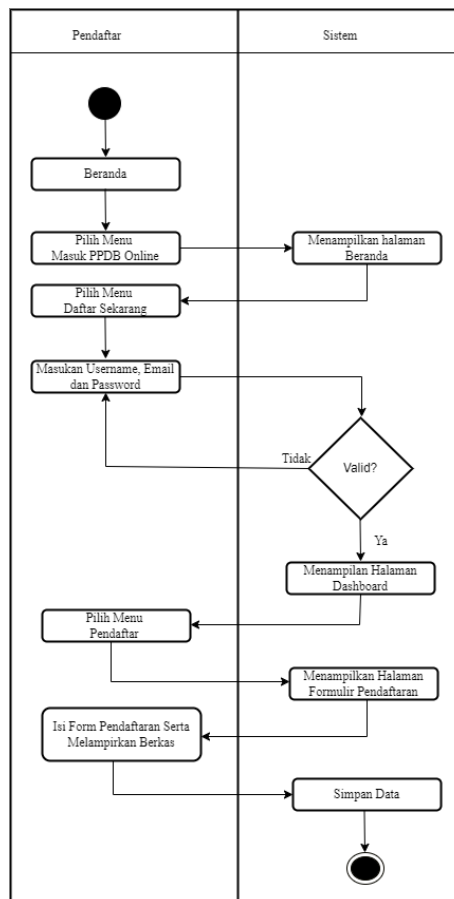 Pendaftar
Sistem
Beranda
Pilih Menu
Masuk PPDB Online
Menampilkan halaman
Beranda
Pilih Menu
Daftar Sekarang
Masukan Username, Email
dan Password
Valid?
Tidak
Ya
Menampilan Halaman
Dashboard
Pilih Menu
Pendaftar
Menampilkan Halaman
Formulir Pendaftaran
Isi Form Pendaftaran Serta
Melampirkan Berkas
Simpan Data